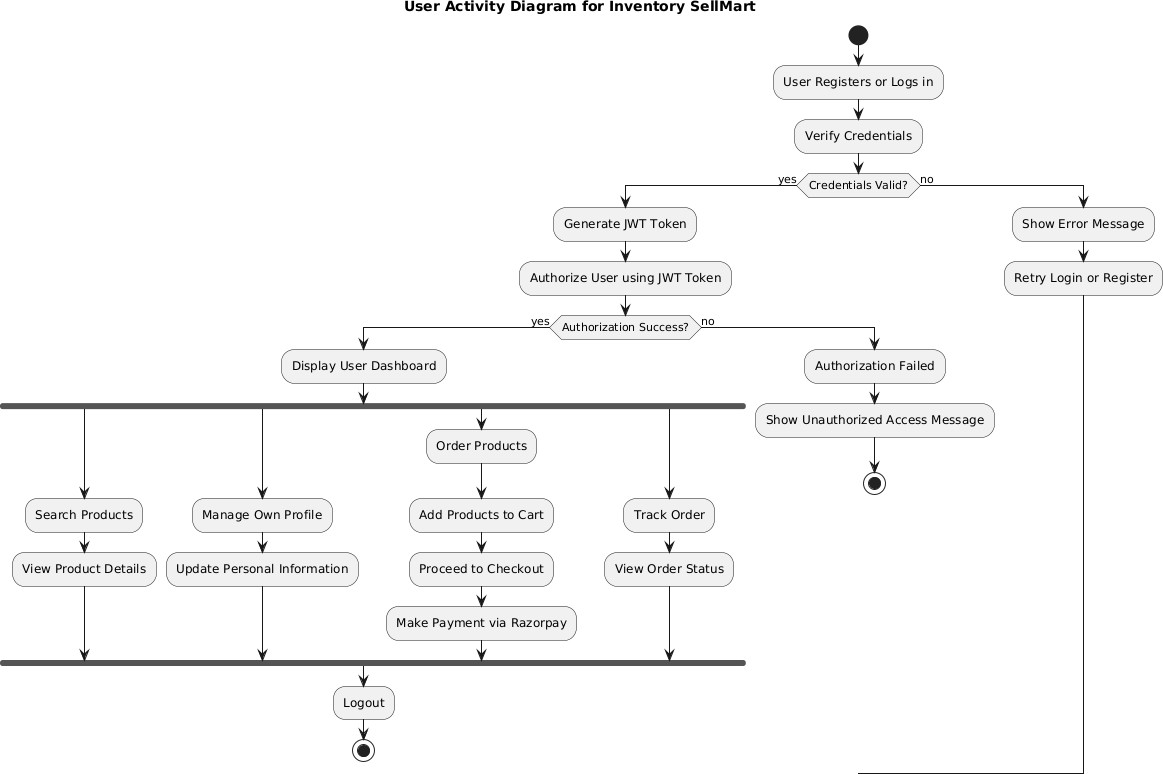 User Activity Diagram for Inventory SellMart
User Registers or Logs in
Verify Credentials
yes
Credentials Valid?
no
Generate JWT Token
Show Error Message
Authorize User using JWT Token
Retry Login or Register
yes
Authorization Success?
no
Display User Dashboard
Authorization Failed
Show Unauthorized Access Message
Order Products
Search Products
Manage Own Profile
Add Products to Cart
Track Order
View Product Details
Update Personal Information
Proceed to Checkout
View Order Status
Make Payment via Razorpay
Logout